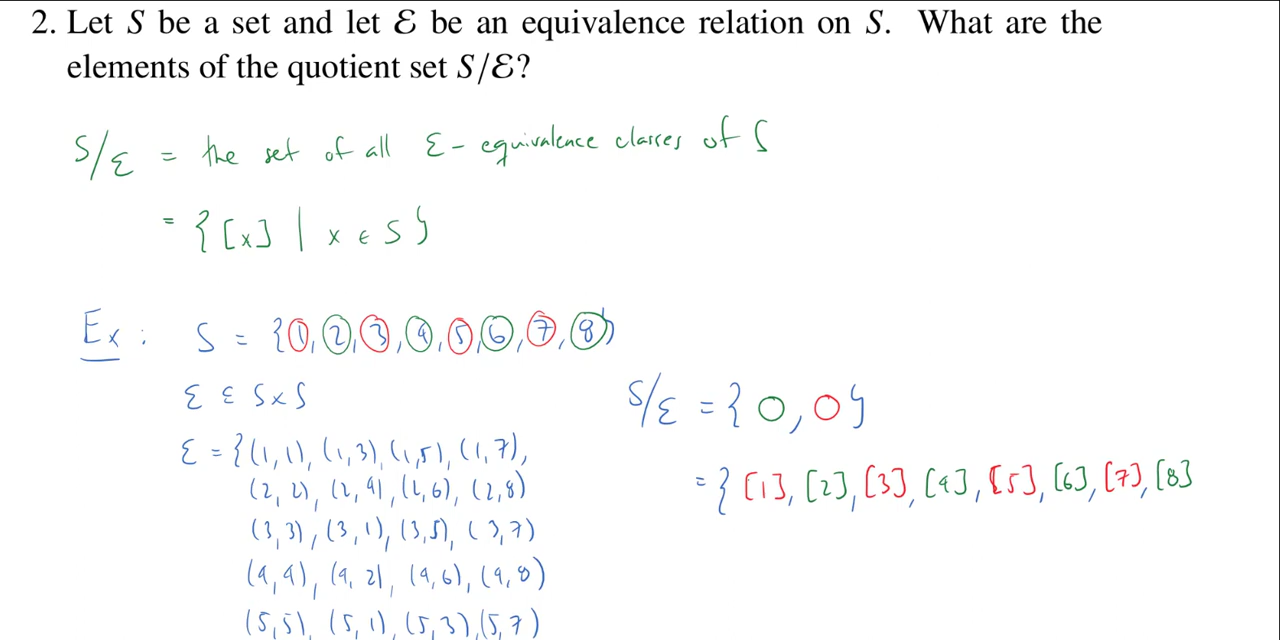 2. Let S be a set and let ℰ be an equivalence relation on S. What are the
elements of the quotient set S/ℰ?
S/ℰ = the set of all ℰ - equivalence classes of S
= {[x] | x ∈ S}
Ex: S = {1, 2, 3, 4, 5, 6, 7, 8}
ℰ ∈ S×S
S/ℰ = {O, O}
ℰ = {(1,1), (1,3), (1,5), (1,7),
(2,2), (2,4), (2,6), (2,8)
= {[1], [2], [3], [4], [5], [6], [7], [8]
(3,3), (3,1), (3,5), (3,7)
(4,4), (4,2), (4,6), (4,8)
(5,5), (5,1), (5,3), (5,7)